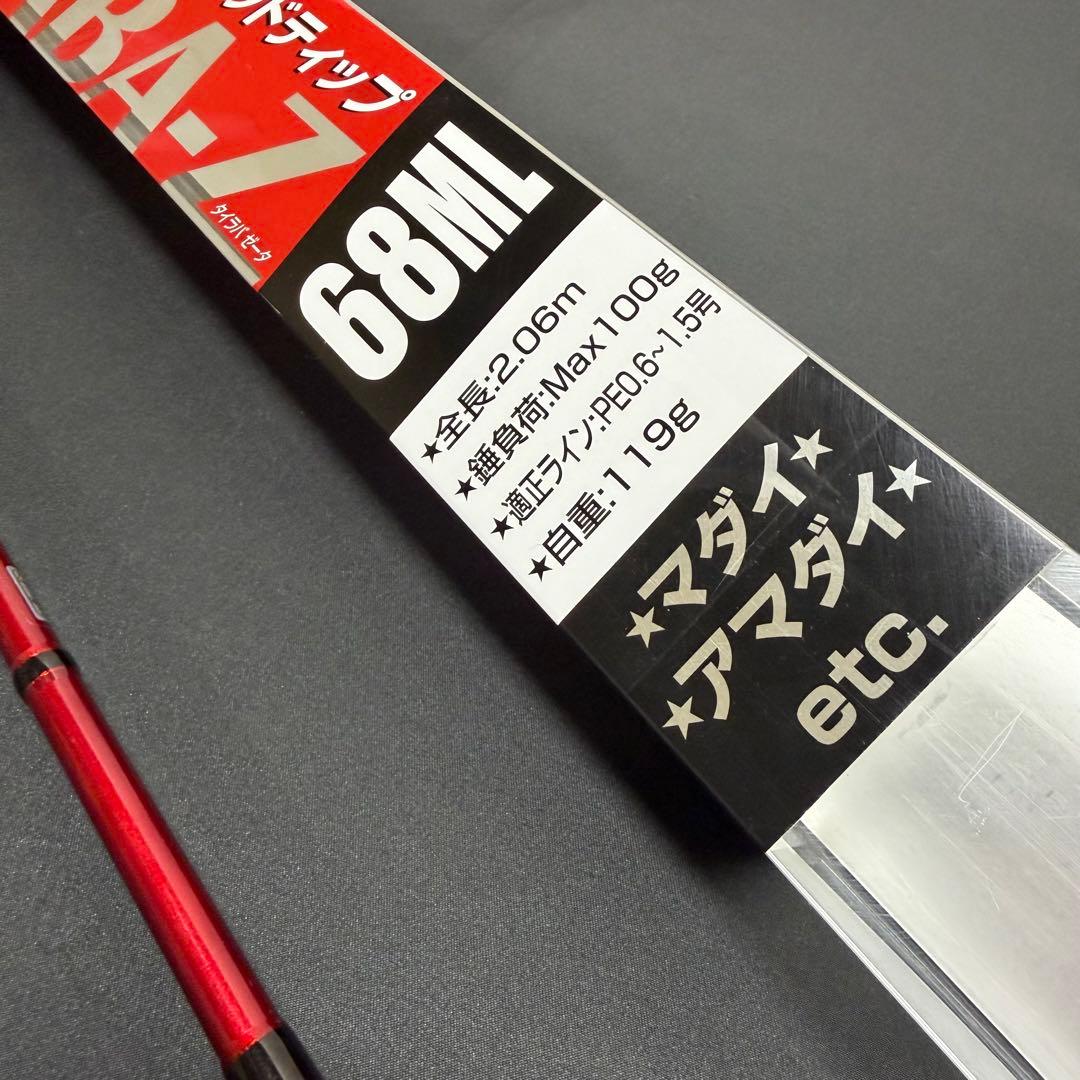 ドティップ
ABA-Z
タイラバ ゼータ
68ML
★全長:2.06m
★錘負荷:Max100g
★適正ライン:PE0.6~1.5号
★自重:119g
★マダイ★
★アマダイ★
etc.